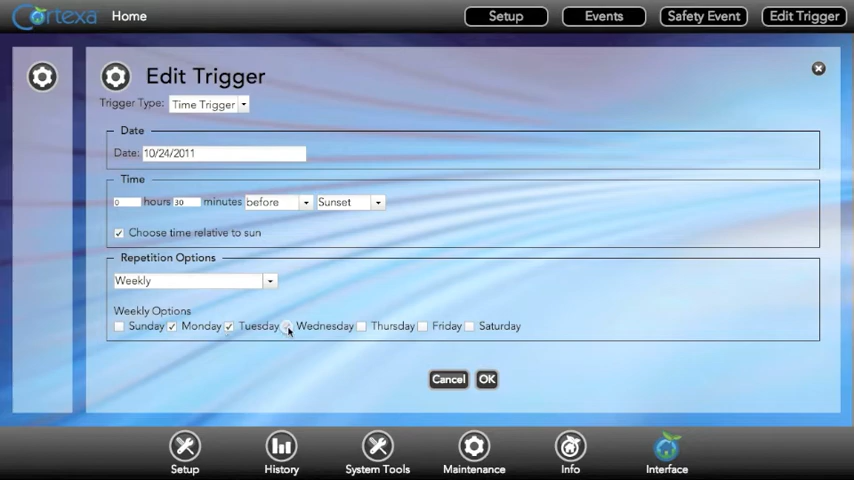 Cortexa Home Setup Events Safety Event Edit Trigger
Edit Trigger
Trigger Type: Time Trigger
Date
Date: 10/24/2011
Time
0 hours 30 minutes before Sunset
Choose time relative to sun
Repetition Options
Weekly
Weekly Options
Sunday Monday Tuesday Wednesday Thursday Friday Saturday
Cancel OK
Setup History System Tools Maintenance Info Interface